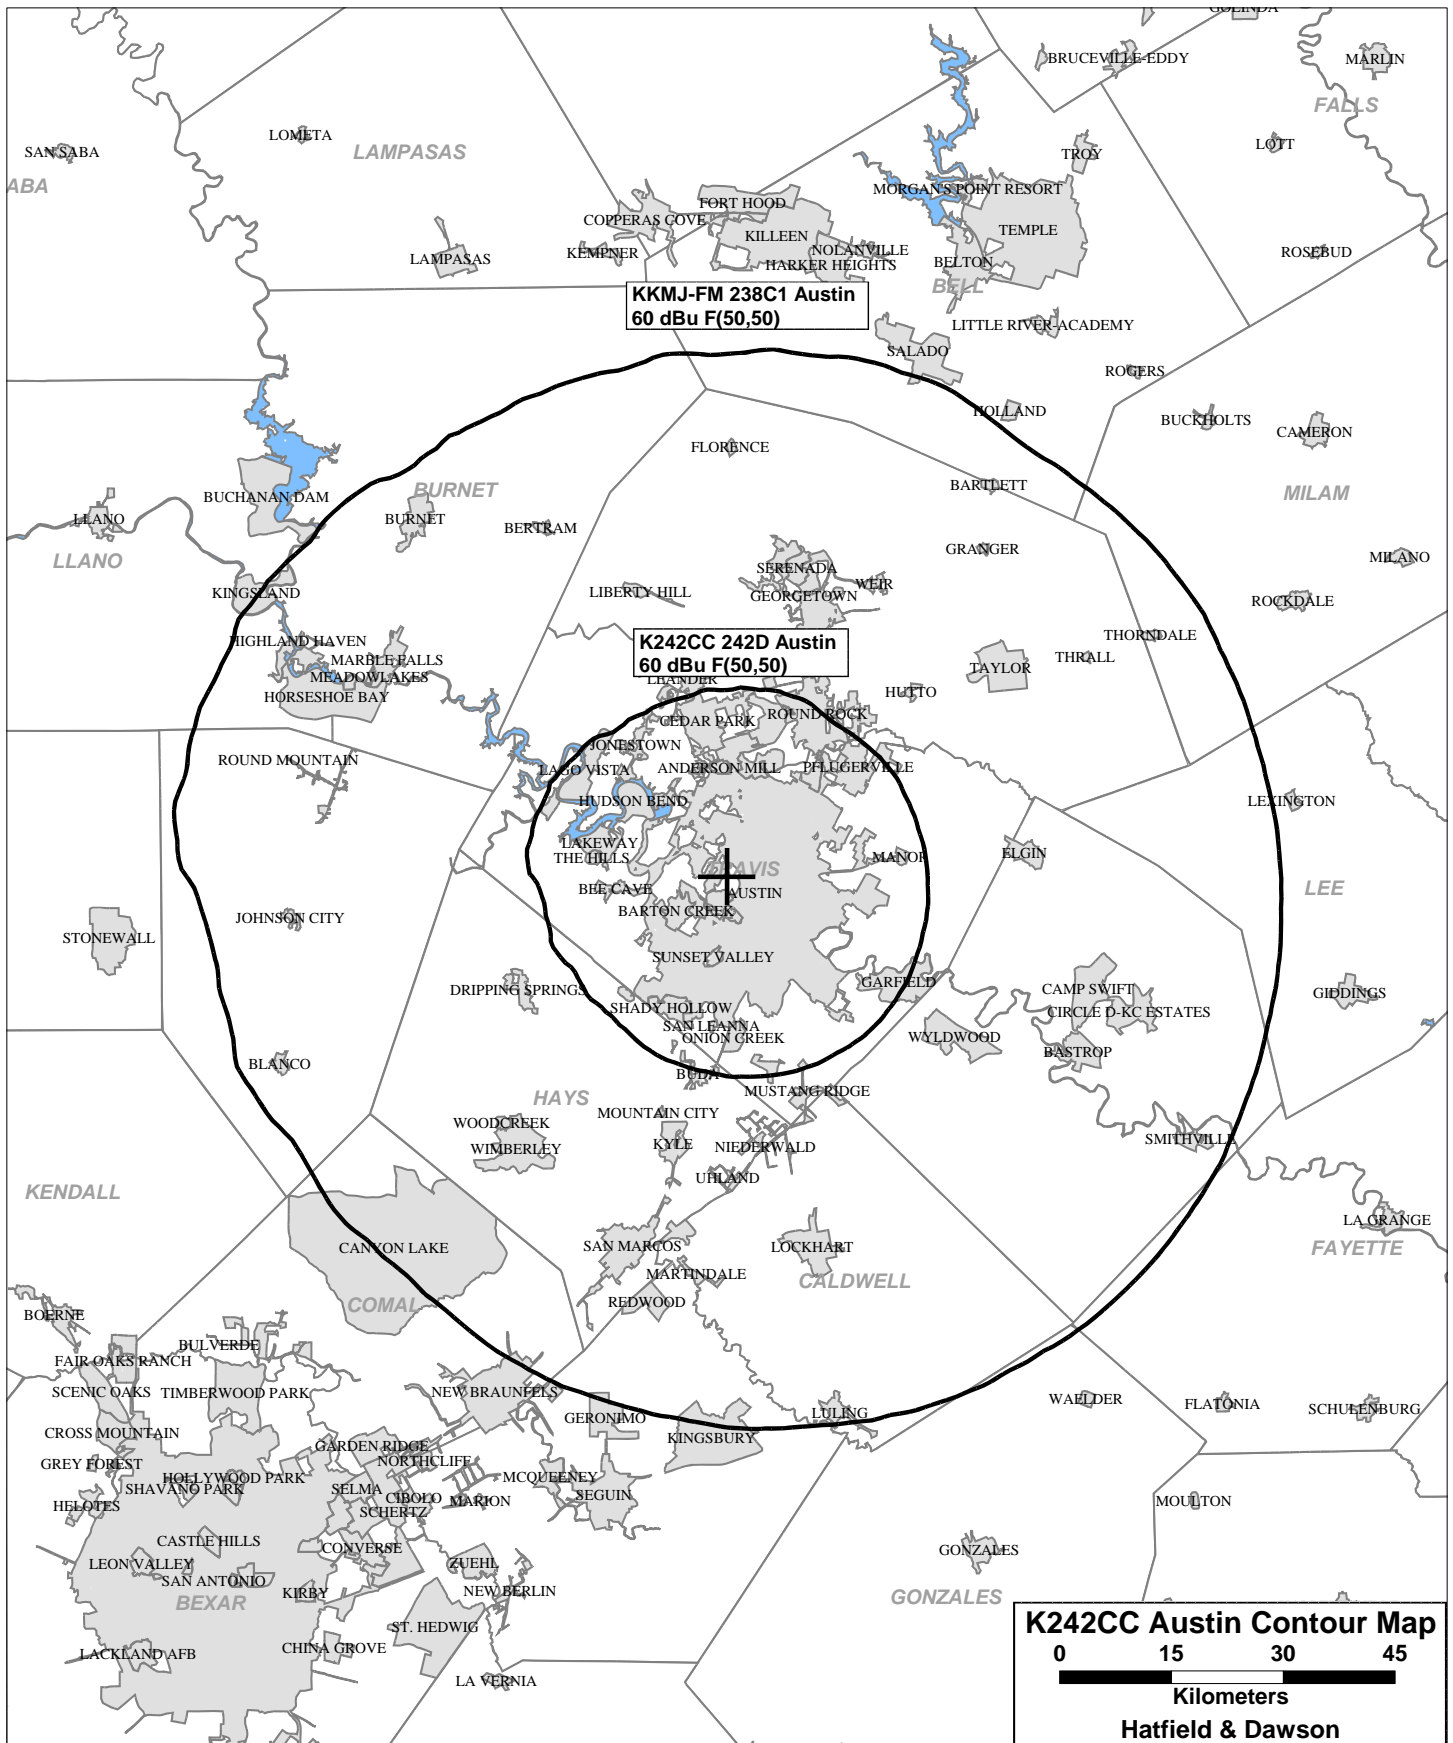 GOLINDA
BRUCEVILLE-EDDY
MARLIN
FALLS
LOMETA
LAMPASAS
SAN SABA
ABA
LOTT
TROY
MORGAN'S POINT RESORT
FORT HOOD
COPPERAS COVE
KILLEEN
TEMPLE
LAMPASAS
KEMPNER
NOLANVILLE
HARKER HEIGHTS
BELTON
ROSEBUD
BELL
KKMJ-FM 238C1 Austin
60 dBu F(50,50)
LITTLE RIVER-ACADEMY
SALADO
ROGERS
HOLLAND
BUCKHOLTS
CAMERON
FLORENCE
BURNET
BARTLETT
MILAM
BUCHANAN DAM
LLANO
BURNET
BERTRAM
LLANO
GRANGER
MILANO
SERENADA
WEIR
KINGSLAND
LIBERTY HILL
GEORGETOWN
ROCKDALE
HIGHLAND HAVEN
K242CC 242D Austin
60 dBu F(50,50)
THORNDALE
MARBLE FALLS
THRALL
MEADOWLAKES
TAYLOR
LEANDER
HORSESHOE BAY
HUTTO
CEDAR PARK
ROUND ROCK
JONESTOWN
ROUND MOUNTAIN
LAGO VISTA
ANDERSON MILL
PFLUGERVILLE
HUDSON BEND
LEXINGTON
LAKEWAY
THE HILLS
MANOR
ELGIN
TRAVIS
BEE CAVE
AUSTIN
LEE
BARTON CREEK
JOHNSON CITY
STONEWALL
SUNSET VALLEY
DRIPPING SPRINGS
GARFIELD
CAMP SWIFT
GIDDINGS
SHADY HOLLOW
CIRCLE D-KC ESTATES
SAN LEANNA
ONION CREEK
WYLDWOOD
BASTROP
BLANCO
BUDA
MUSTANG RIDGE
HAYS
MOUNTAIN CITY
WOODCREEK
KYLE
NIEDERWALD
WIMBERLEY
SMITHVILLE
UHLAND
KENDALL
LA GRANGE
CANYON LAKE
SAN MARCOS
LOCKHART
FAYETTE
MARTINDALE
CALDWELL
COMAL
REDWOOD
BOERNE
BULVERDE
FAIR OAKS RANCH
SCENIC OAKS
TIMBERWOOD PARK
NEW BRAUNFELS
WAELDER
FLATONIA
SCHULENBURG
GERONIMO
LULING
CROSS MOUNTAIN
KINGSBURY
GARDEN RIDGE
GREY FOREST
NORTHCLIFF
HOLLYWOOD PARK
SHAVANO PARK
MCQUEENEY
SELMA
SEGUIN
HELOTES
CIBOLO
MARION
SCHERTZ
MOULTON
CASTLE HILLS
CONVERSE
GONZALES
LEON VALLEY
ZUEHL
SAN ANTONIO
KIRBY
NEW BERLIN
BEXAR
GONZALES
ST. HEDWIG
CHINA GROVE
LACKLAND AFB
LA VERNIA
K242CC Austin Contour Map
0 15 30 45
Kilometers
Hatfield & Dawson